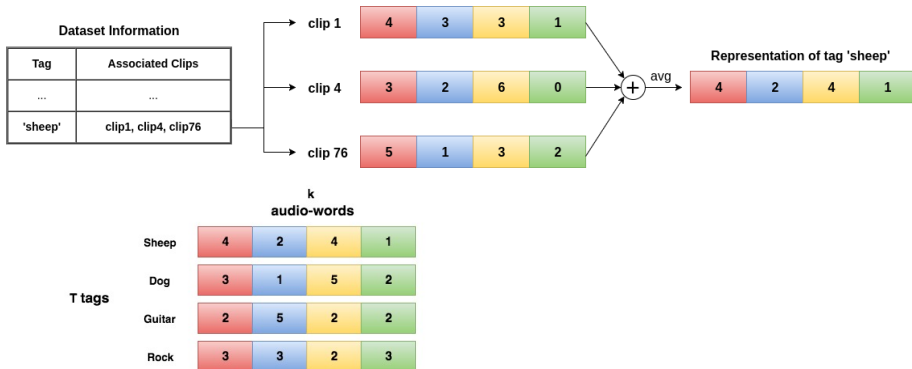 Dataset Information
Tag Associated Clips
... ...
'sheep' clip1, clip4, clip76
clip 1 4 3 3 1
clip 4 3 2 6 0
clip 76 5 1 3 2
+ avg
Representation of tag 'sheep'
4 2 4 1
k
audio-words
T tags
Sheep 4 2 4 1
Dog 3 1 5 2
Guitar 2 5 2 2
Rock 3 3 2 3